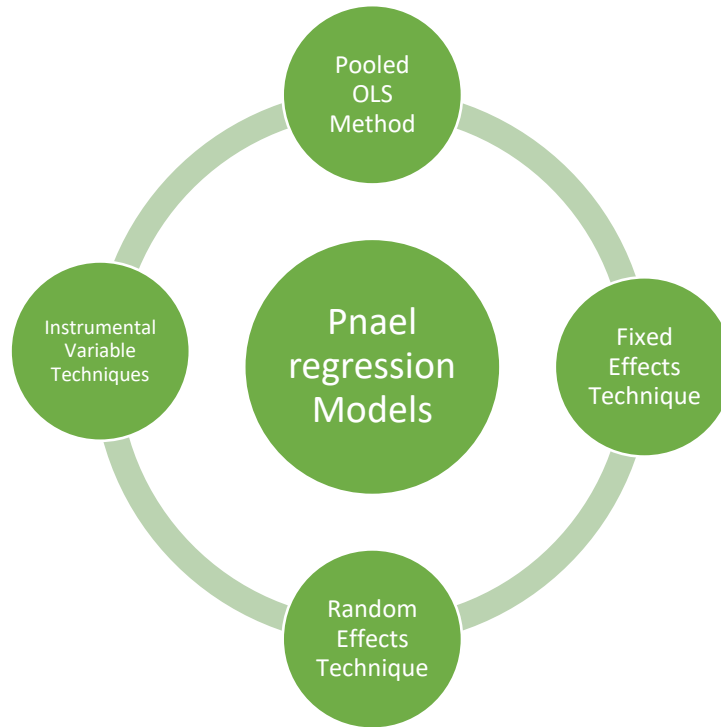 Pooled
OLS
Method
Fixed
Effects
Technique
Random
Effects
Technique
Instrumental
Variable
Techniques
Pnael
regression
Models